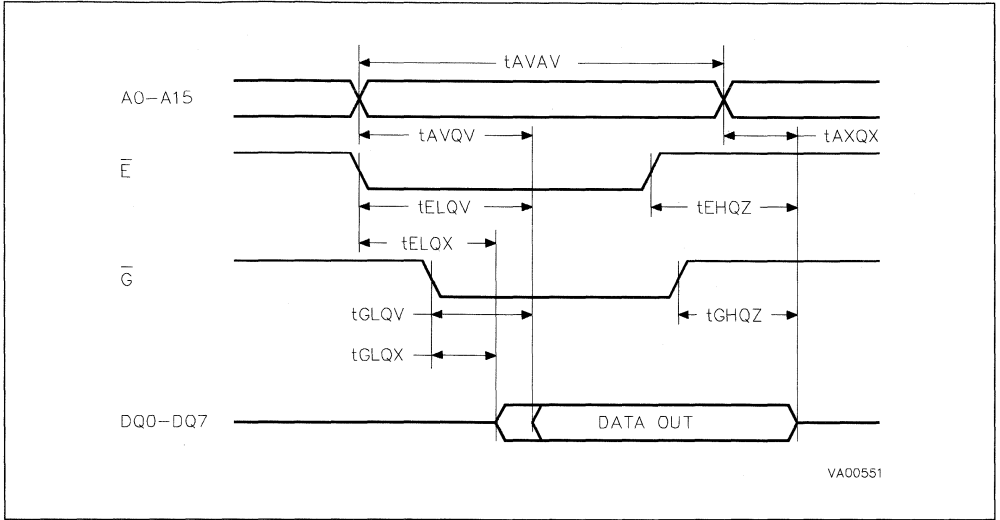 tAVAV
A0–A15
tAVQV
tAXQX
E
tELQV
tEHQZ
tELQX
G
tGLQV
tGHQZ
tGLQX
DQ0–DQ7
DATA OUT
VA00551